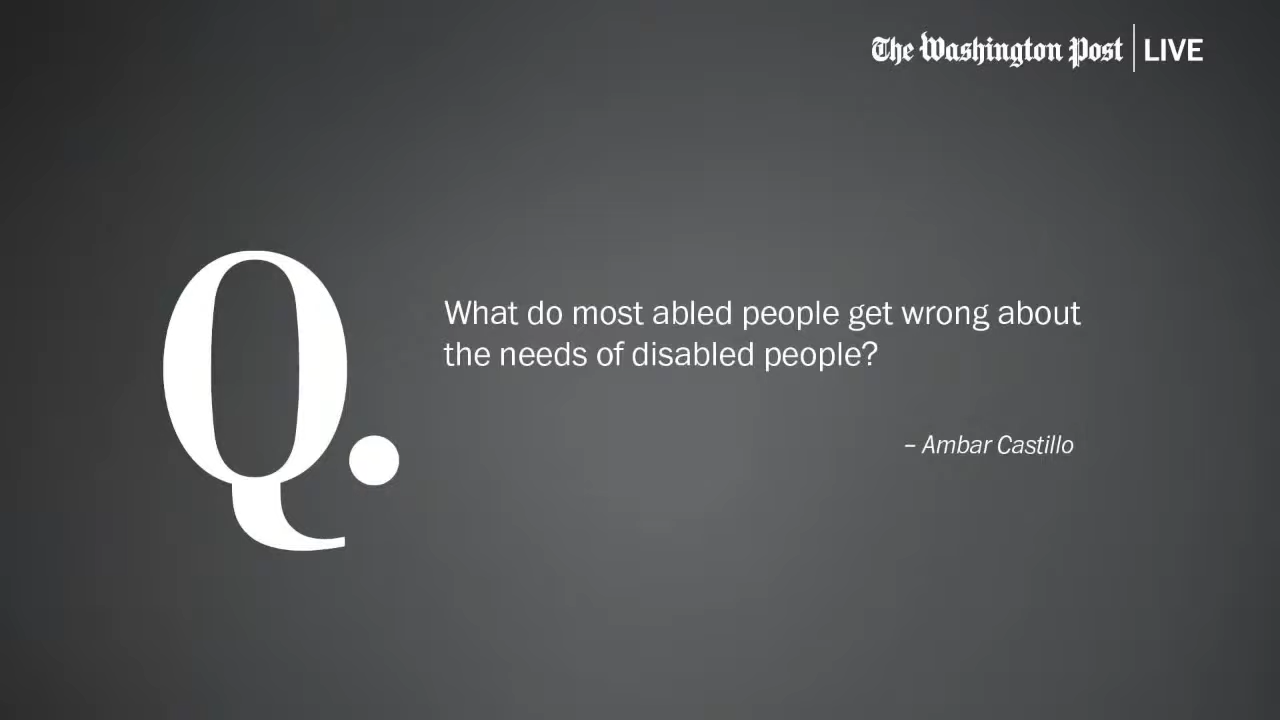 The Washington Post | LIVE
Q.
What do most abled people get wrong about
the needs of disabled people?
– Ambar Castillo